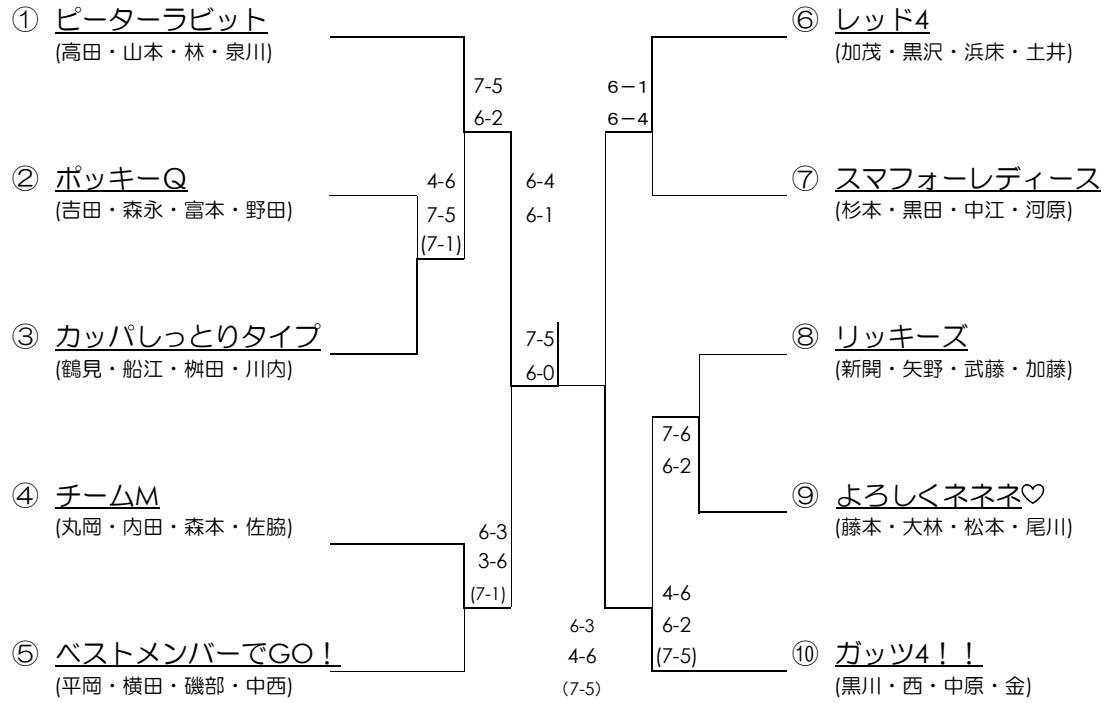 ① ピーターラビット
(高田・山本・林・泉川)
7-5
6-2
② ポッキーQ
(吉田・森永・富本・野田)
4-6
7-5
(7-1)
6-4
6-1
③ カッパしっとりタイプ
(鶴見・船江・桝田・川内)
7-5
6-0
④ チームM
(丸岡・内田・森本・佐脇)
6-3
3-6
(7-1)
⑤ ベストメンバーでGO！
(平岡・横田・磯部・中西)
6-3
4-6
(7-5)
⑥ レッド4
(加茂・黒沢・浜床・土井)
６－１
６－４
⑦ スマフォーレディース
(杉本・黒田・中江・河原)
⑧ リッキーズ
(新開・矢野・武藤・加藤)
7-6
6-2
⑨ よろしくネネネ♡
(藤本・大林・松本・尾川)
4-6
6-2
(7-5)
⑩ ガッツ4！！
(黒川・西・中原・金)